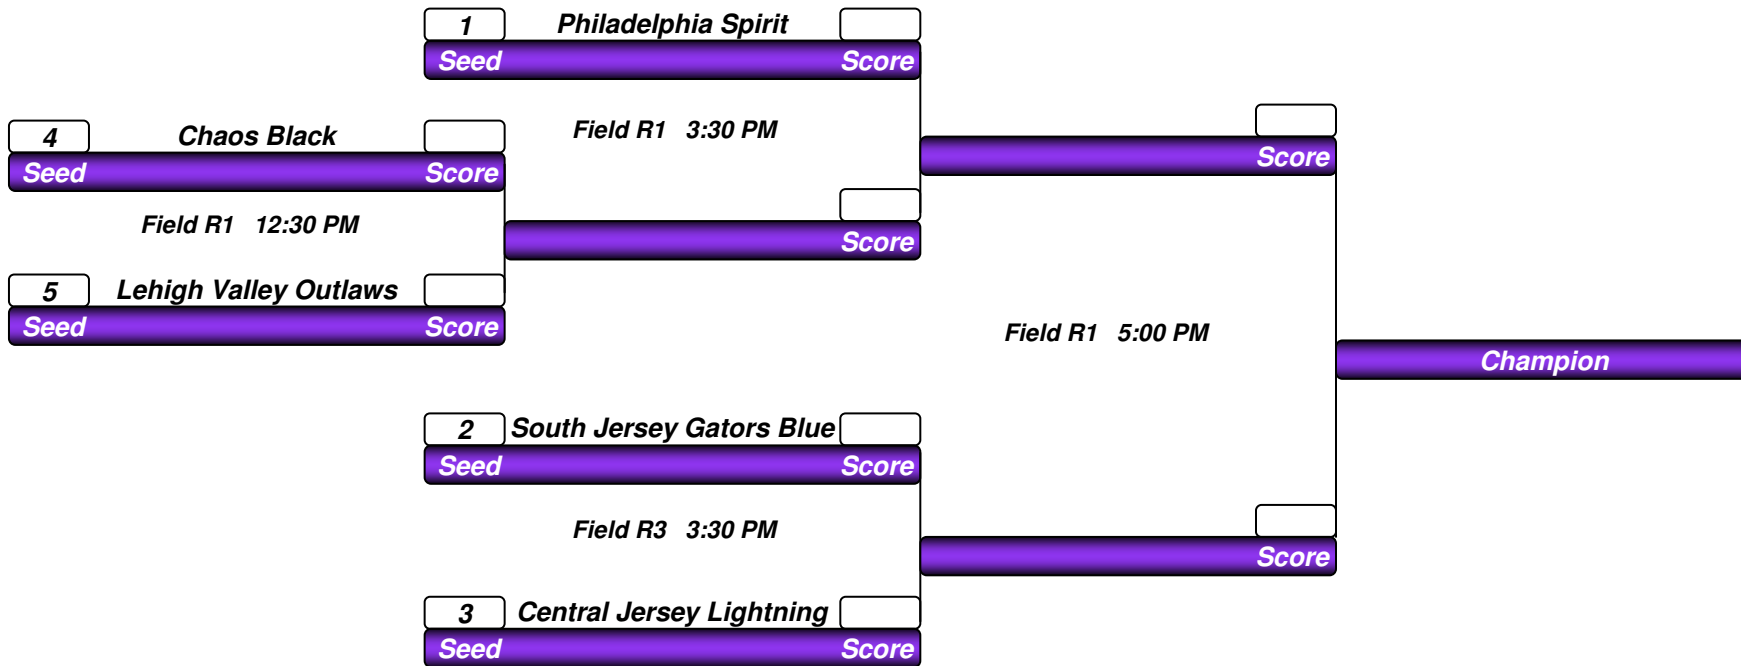 1 Philadelphia Spirit
Seed Score
Field R1 3:30 PM
4 Chaos Black
Seed Score
Score
Field R1 12:30 PM
Score
5 Lehigh Valley Outlaws
Seed Score
Field R1 5:00 PM
Champion
2 South Jersey Gators Blue
Seed Score
Field R3 3:30 PM
Score
3 Central Jersey Lightning
Seed Score